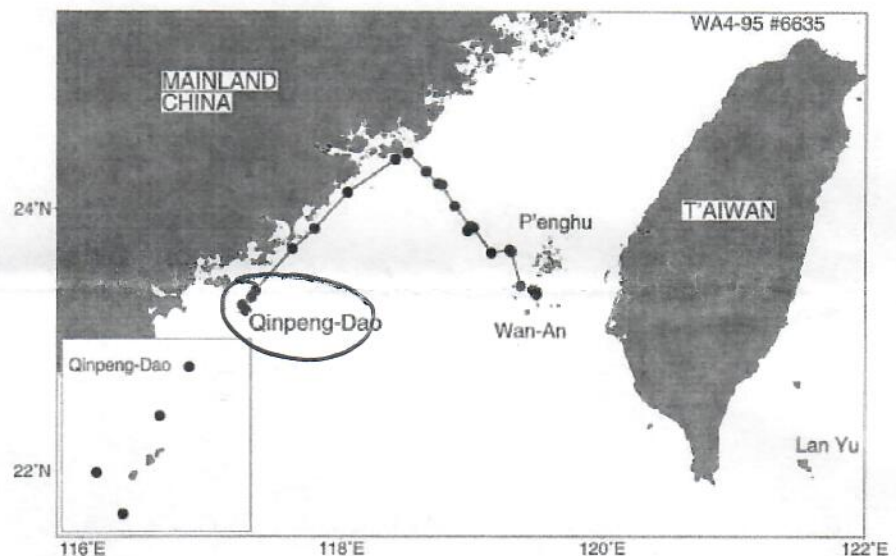 WA4-95 #6635
MAINLAND
CHINA
24°N
P'enghu
T'AIWAN
Qinpeng-Dao
Wan-An
Qinpeng-Dao
22°N
Lan Yu
116°E
118°E
120°E
122°E